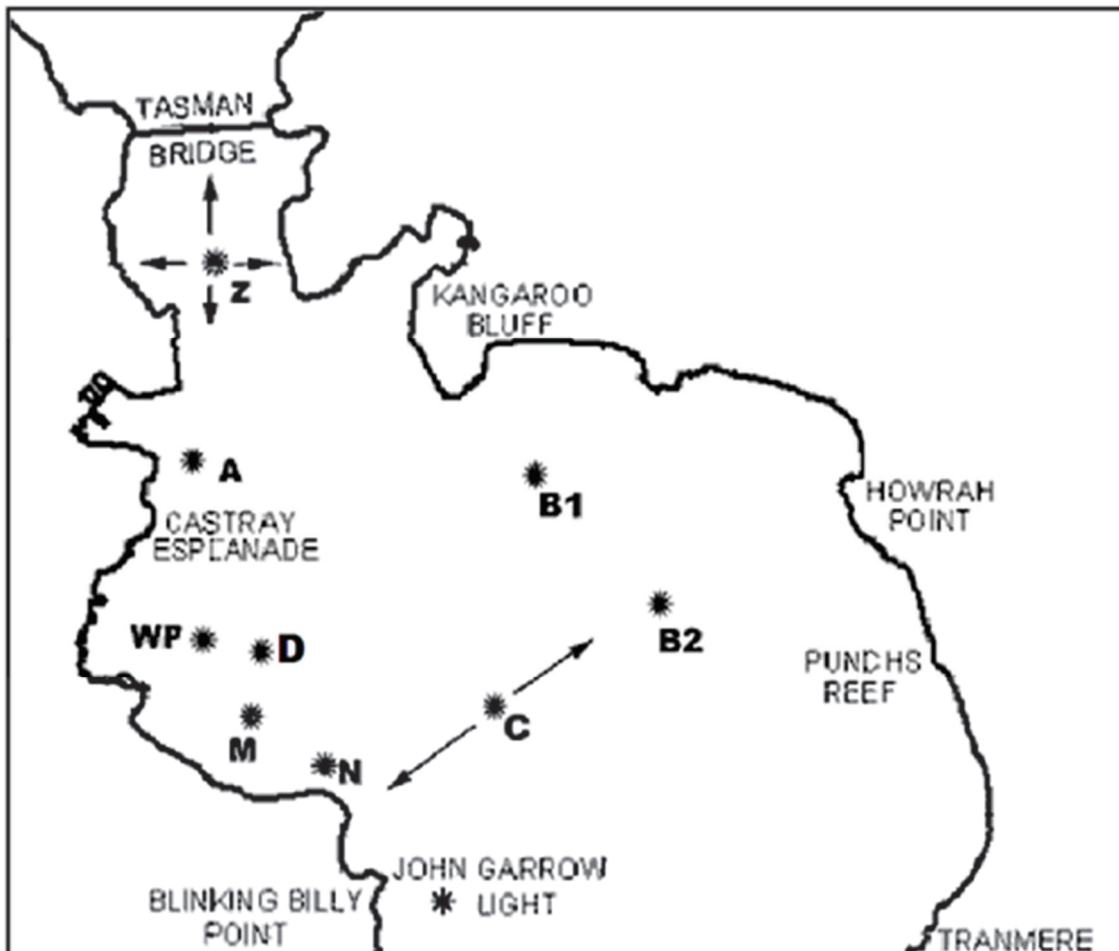 TASMAN
BRIDGE
Z
KANGAROO
BLUFF
A
B1
HOWRAH
POINT
CASTRAY
ESPLANADE
WP
D
B2
PUNCHS
REEF
C
M
N
JOHN GARROW
LIGHT
BLINKING BILLY
POINT
TRANMERE